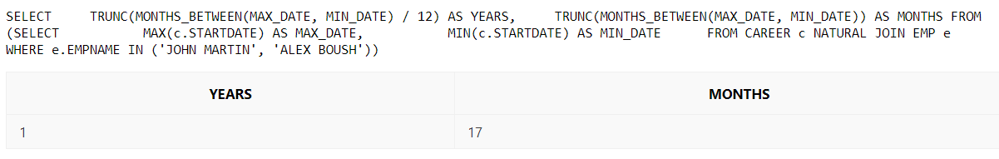 SELECT TRUNC(MONTHS_BETWEEN(MAX_DATE, MIN_DATE) / 12) AS YEARS, TRUNC(MONTHS_BETWEEN(MAX_DATE, MIN_DATE)) AS MONTHS FROM
(SELECT MAX(c.STARTDATE) AS MAX_DATE, MIN(c.STARTDATE) AS MIN_DATE FROM CAREER c NATURAL JOIN EMP e
WHERE e.EMPNAME IN ('JOHN MARTIN', 'ALEX BOUSH'))
YEARS MONTHS
1 17